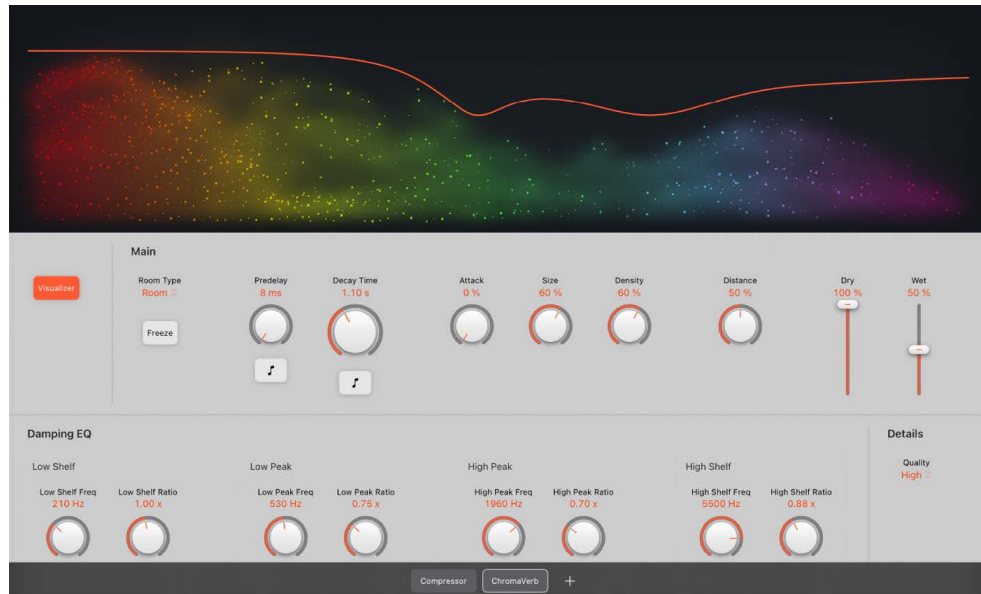 Main
Visualizer
Room Type
Room
Freeze
Predelay
8 ms
Decay Time
1.10 s
Attack
0 %
Size
60 %
Density
60 %
Distance
50 %
Dry
100 %
Wet
50 %
Damping EQ
Low Shelf
Low Shelf Freq
210 Hz
Low Shelf Ratio
1.00 x
Low Peak
Low Peak Freq
530 Hz
Low Peak Ratio
0.75 x
High Peak
High Peak Freq
1960 Hz
High Peak Ratio
0.70 x
High Shelf
High Shelf Freq
5500 Hz
High Shelf Ratio
0.88 x
Details
Quality
High
Compressor
ChromaVerb
+